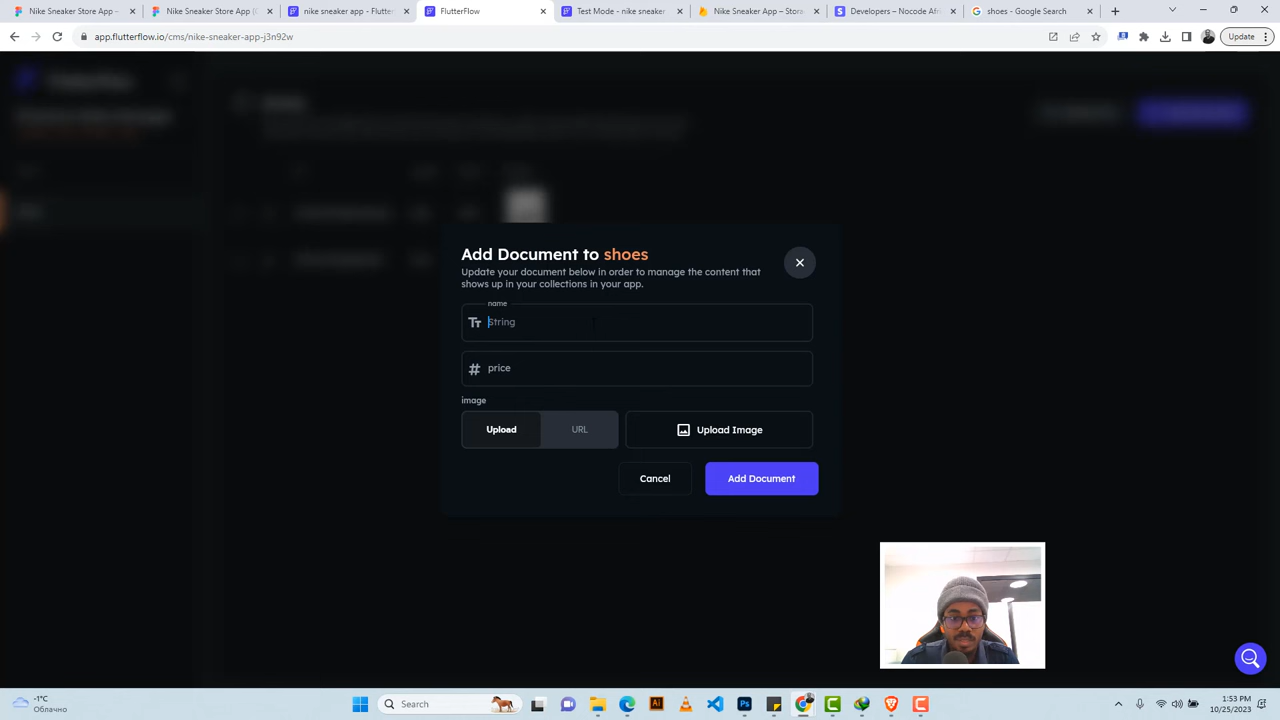 Nike Sneaker Store App –
Nike Sneaker Store App (C
nike sneaker app - Flutter
FlutterFlow
Test Mode - nike sneaker
Nike Sneaker App – Store
Developers – Nocode Afri
shoes - Google Search
app.flutterflow.io/cms/nike-sneaker-app-j3n92w
Update
Add Document to shoes
Update your document below in order to manage the content that
shows up in your collections in your app.
name
String
price
image
Upload
URL
Upload Image
Cancel
Add Document
-1°C
Облачно
Search
1:53 PM
10/25/2023